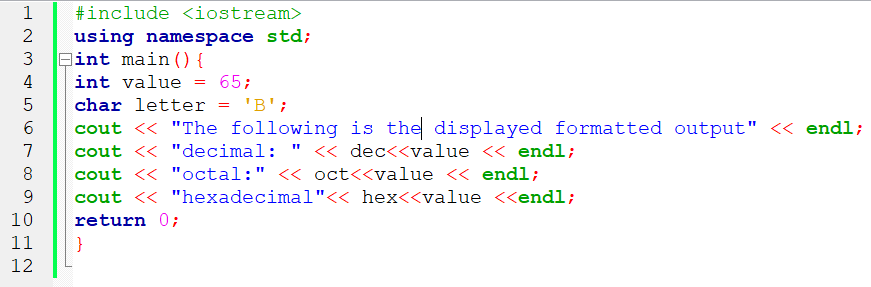 1 #include <iostream>
2 using namespace std;
3 int main(){
4 int value = 65;
5 char letter = 'B';
6 cout << "The following is the displayed formatted output" << endl;
7 cout << "decimal: " << dec<<value << endl;
8 cout << "octal:" << oct<<value << endl;
9 cout << "hexadecimal"<< hex<<value <<endl;
10 return 0;
11 }
12